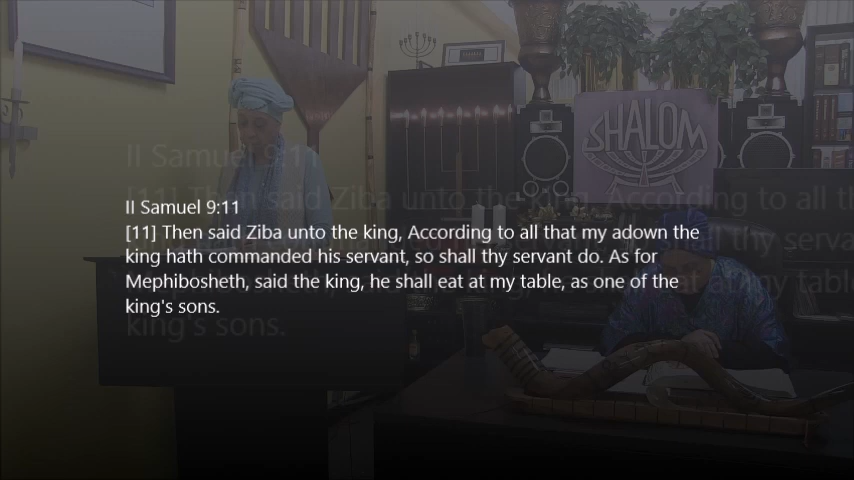 SHALOM
II Samuel 9:11
[11] Then said Ziba unto the king, According to all that my adown the
king hath commanded his servant, so shall thy servant do. As for
Mephibosheth, said the king, he shall eat at my table, as one of the
king's sons.